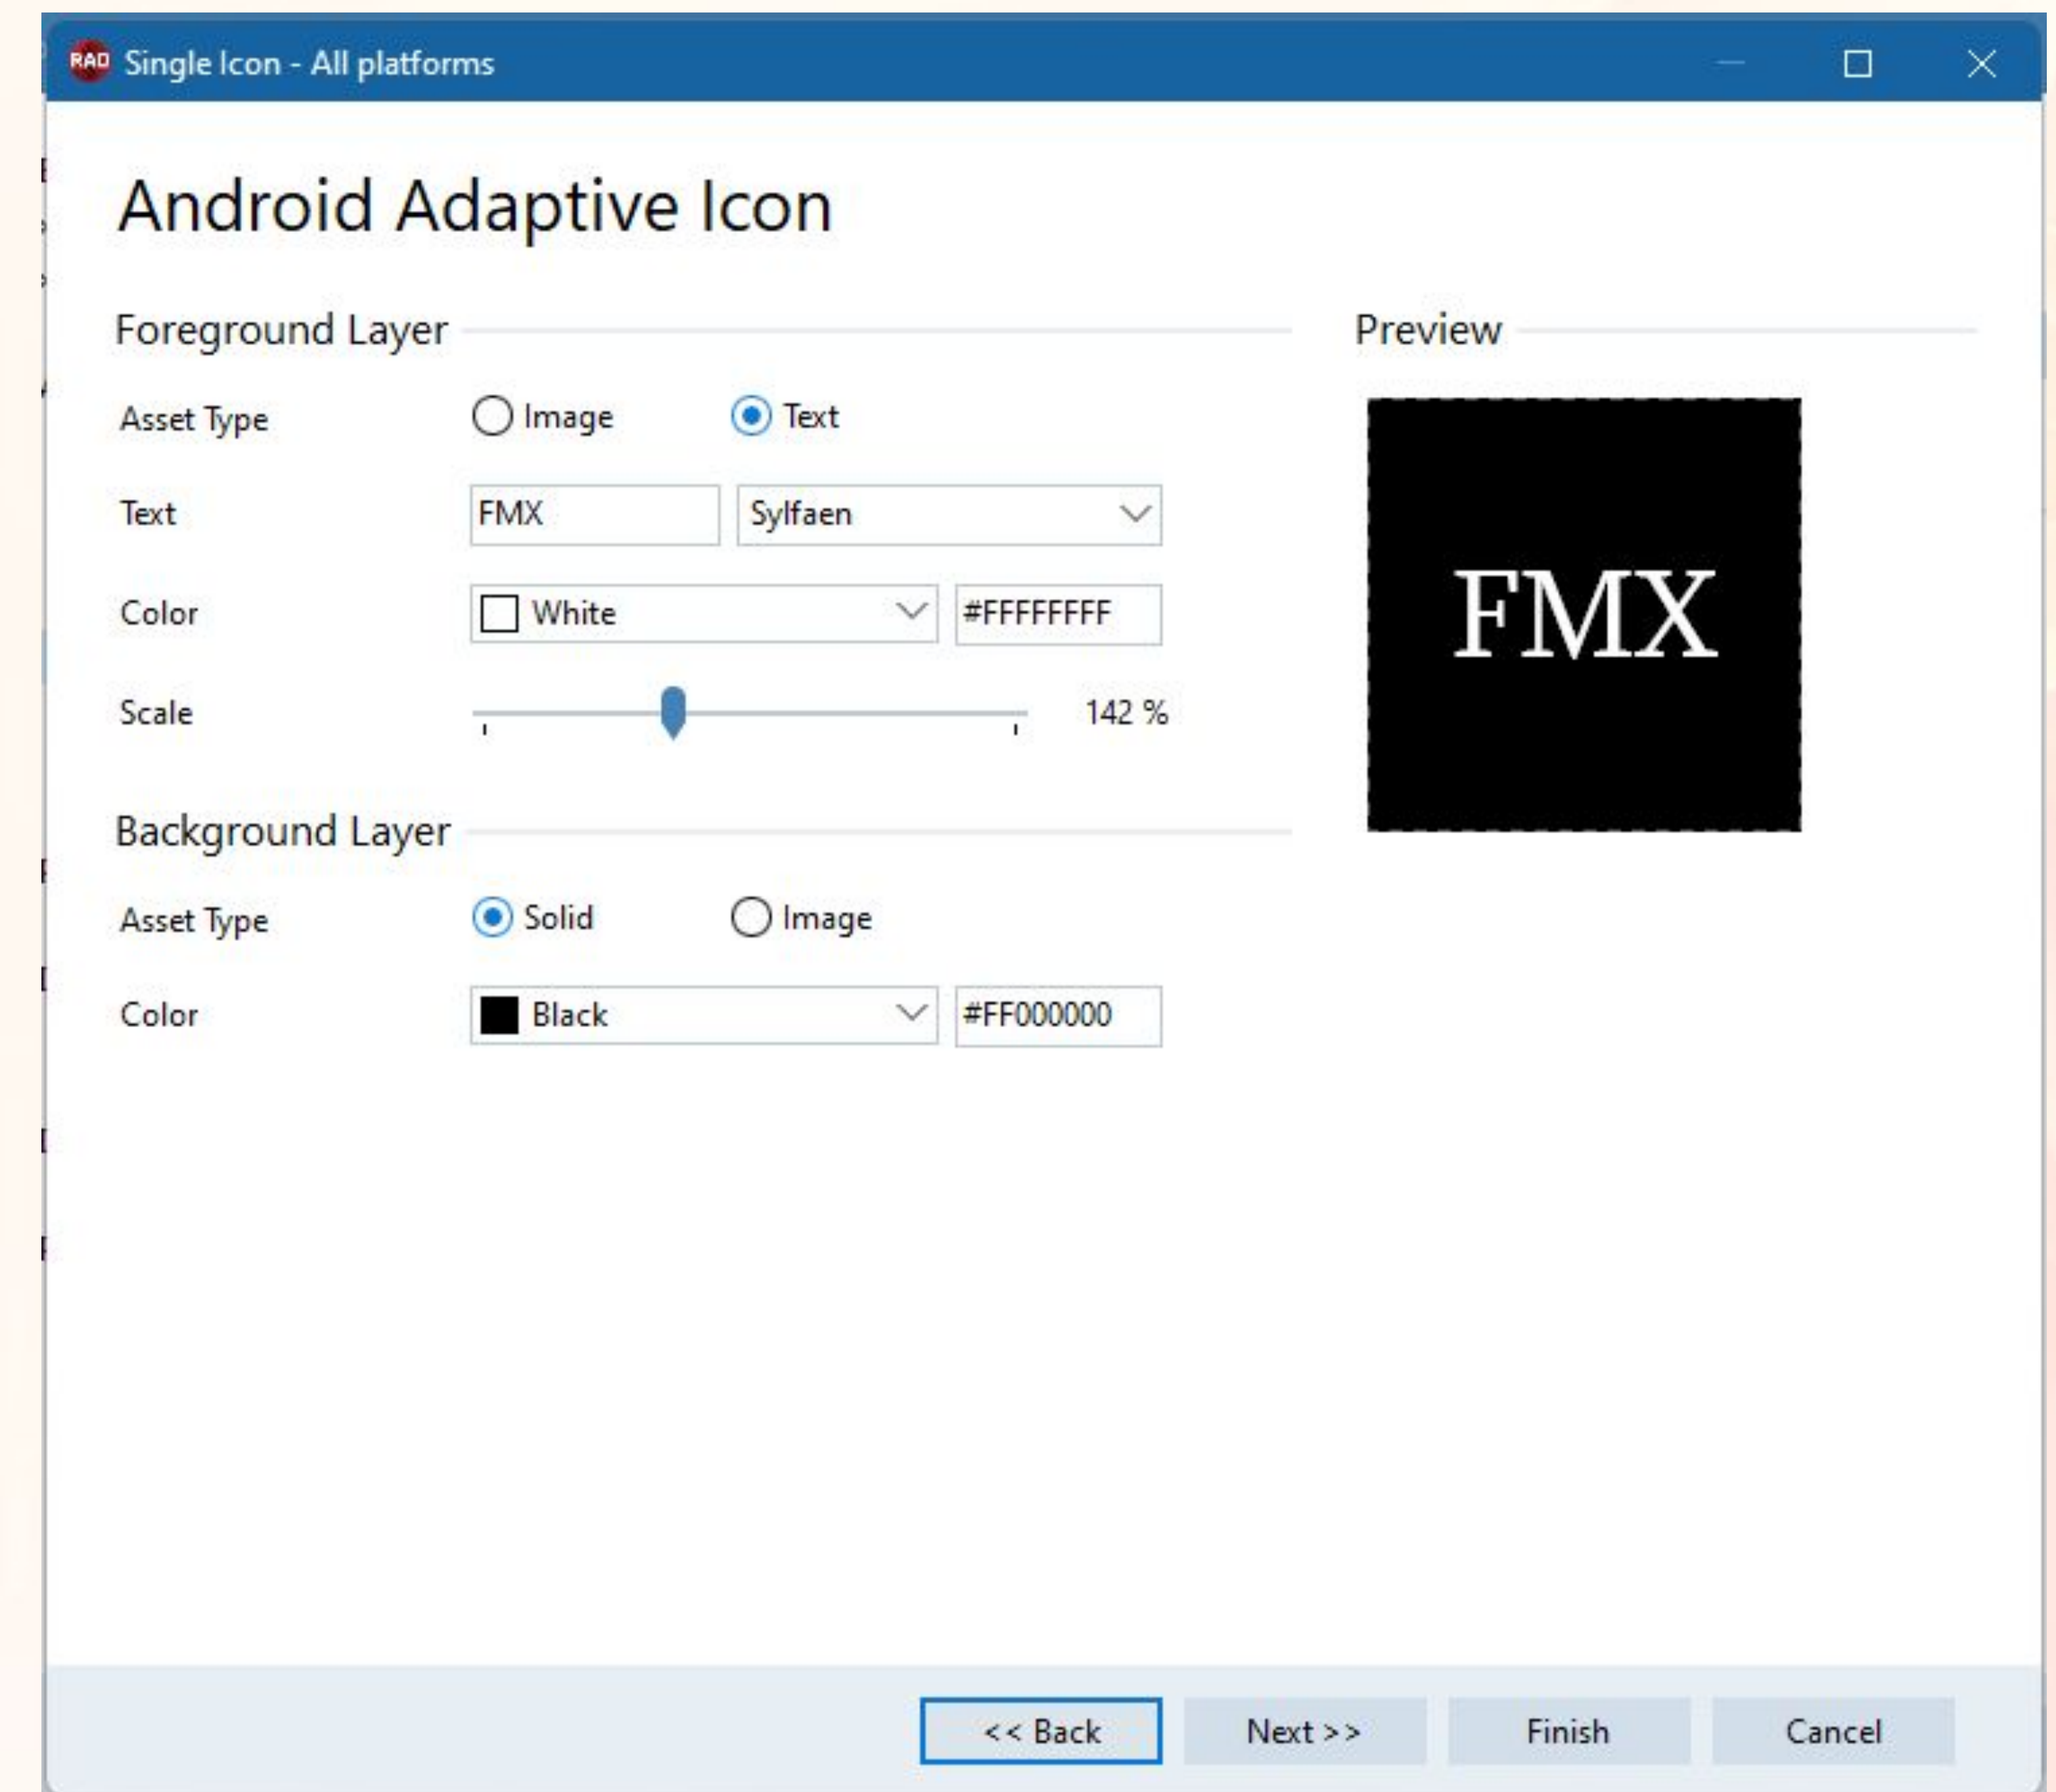 RAD Single Icon - All platforms
Android Adaptive Icon
Foreground Layer
Asset Type Image Text
Text FMX Sylfaen
Color White #FFFFFFFF
Scale 142 %
Background Layer
Asset Type Solid Image
Color Black #FF000000
Preview
FMX
<< Back Next >> Finish Cancel